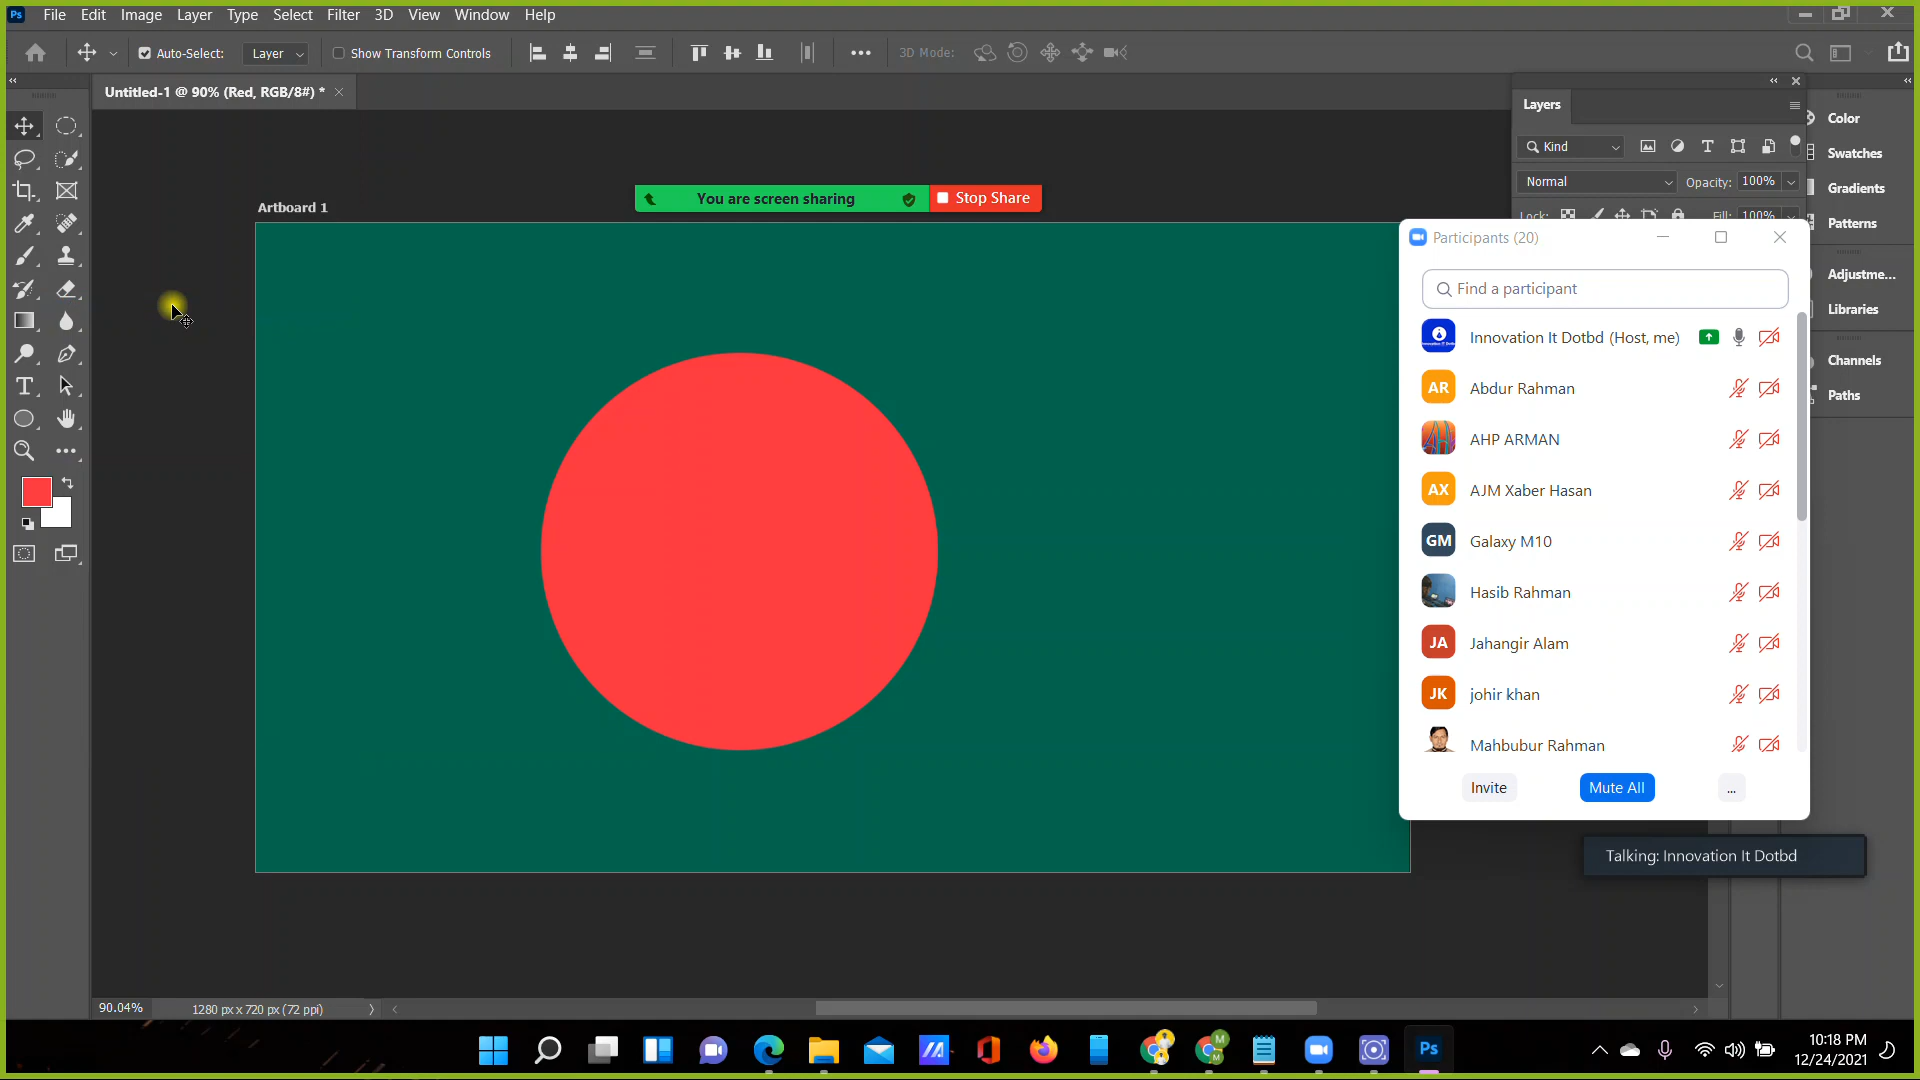 Ps File Edit Image Layer Type Select Filter 3D View Window Help
Auto-Select: Layer Show Transform Controls ••• 3D Mode:
Untitled-1 @ 90% (Red, RGB/8#) * ×
Layers
Kind
Normal Opacity: 100%
Lock: Fill: 100%
Color
Swatches
Gradients
Patterns
Adjustme...
Libraries
Channels
Paths
Artboard 1
You are screen sharing Stop Share
Participants (20)
Find a participant
Innovation It Dotbd (Host, me)
AR Abdur Rahman
AHP ARMAN
AX AJM Xaber Hasan
GM Galaxy M10
Hasib Rahman
JA Jahangir Alam
JK johir khan
Mahbubur Rahman
Invite Mute All ...
Talking: Innovation It Dotbd
90.04% 1280 px x 720 px (72 ppi)
M
M
Ps
10:18 PM
12/24/2021